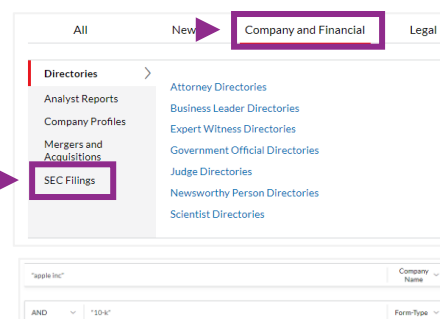 All New Company and Financial Legal
Directories
Analyst Reports
Company Profiles
Mergers and
Acquisitions
SEC Filings
Attorney Directories
Business Leader Directories
Expert Witness Directories
Government Official Directories
Judge Directories
Newsworthy Person Directories
Scientist Directories
"apple inc" Company
Name
AND "10-k" Form-Type